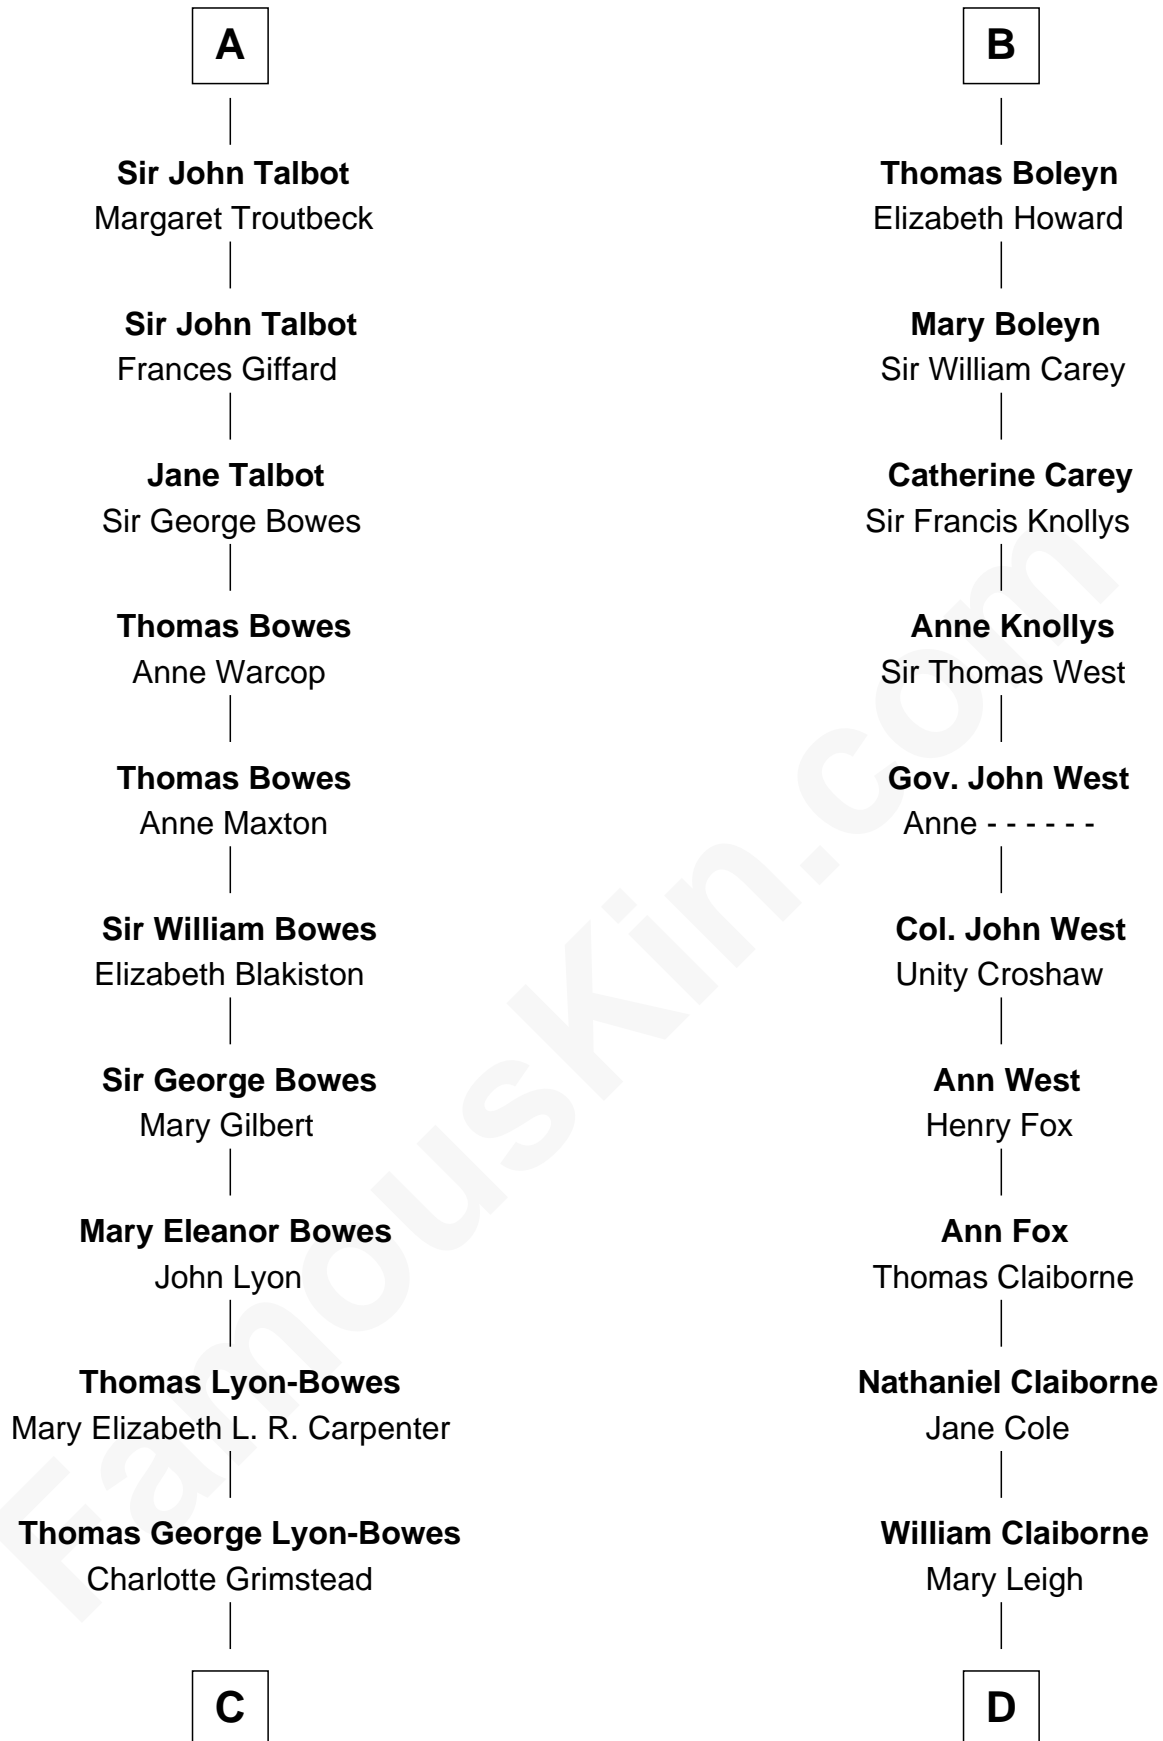 A
Sir John Talbot
Margaret Troutbeck
Sir John Talbot
Frances Giffard
Jane Talbot
Sir George Bowes
Thomas Bowes
Anne Warcop
Thomas Bowes
Anne Maxton
Sir William Bowes
Elizabeth Blakiston
Sir George Bowes
Mary Gilbert
Mary Eleanor Bowes
John Lyon
Thomas Lyon-Bowes
Mary Elizabeth L. R. Carpenter
Thomas George Lyon-Bowes
Charlotte Grimstead
C
B
Thomas Boleyn
Elizabeth Howard
Mary Boleyn
Sir William Carey
Catherine Carey
Sir Francis Knollys
Anne Knollys
Sir Thomas West
Gov. John West
Anne - - - - - -
Col. John West
Unity Croshaw
Ann West
Henry Fox
Ann Fox
Thomas Claiborne
Nathaniel Claiborne
Jane Cole
William Claiborne
Mary Leigh
D
FamousKin.com